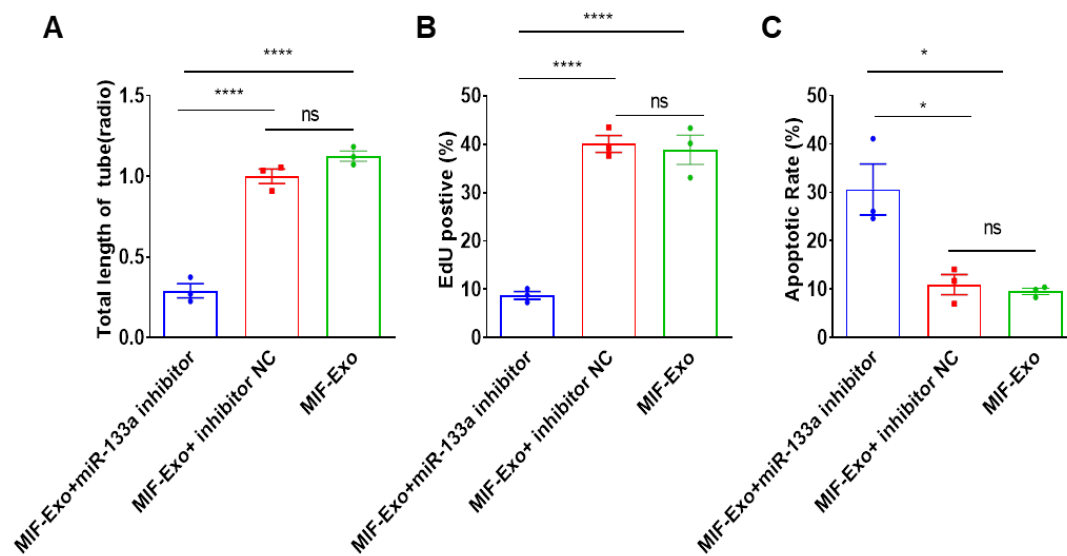 A
B
C
****
****
ns
Total length of tube(radio)
1.5
1.0
0.5
0.0
MIF-Exo+miR-133a inhibitor
MIF-Exo+ inhibitor NC
MIF-Exo
****
****
ns
EdU postive (%)
50
40
30
20
10
0
MIF-Exo+miR-133a inhibitor
MIF-Exo+ inhibitor NC
MIF-Exo
*
*
ns
Apoptotic Rate (%)
50
40
30
20
10
0
MIF-Exo+miR-133a inhibitor
MIF-Exo+ inhibitor NC
MIF-Exo